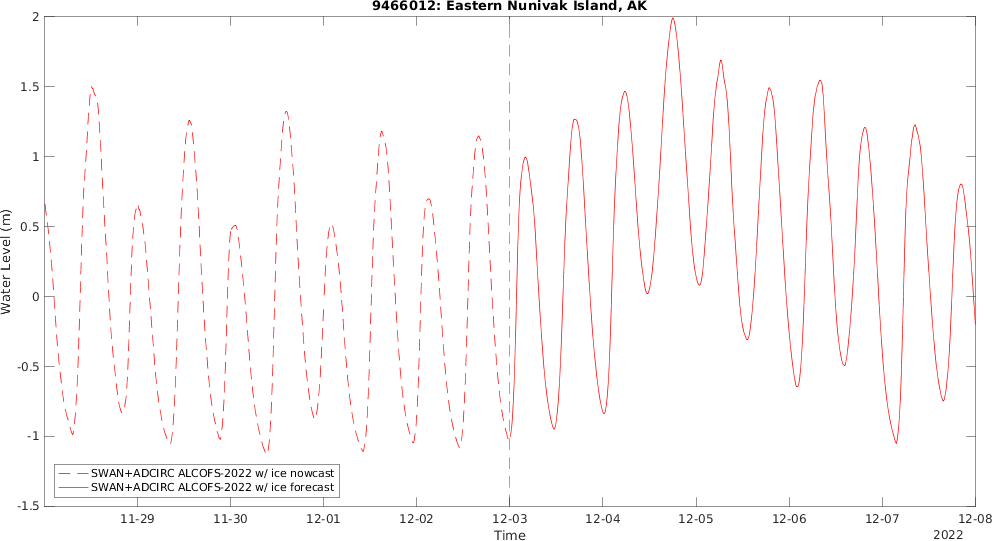 9466012: Eastern Nunivak Island, AK
2
1.5
1
0.5
0
-0.5
-1
-1.5
Water Level (m)
SWAN+ADCIRC ALCOFS-2022 w/ ice nowcast
SWAN+ADCIRC ALCOFS-2022 w/ ice forecast
11-29 11-30 12-01 12-02 12-03 12-04 12-05 12-06 12-07 12-08
Time
2022